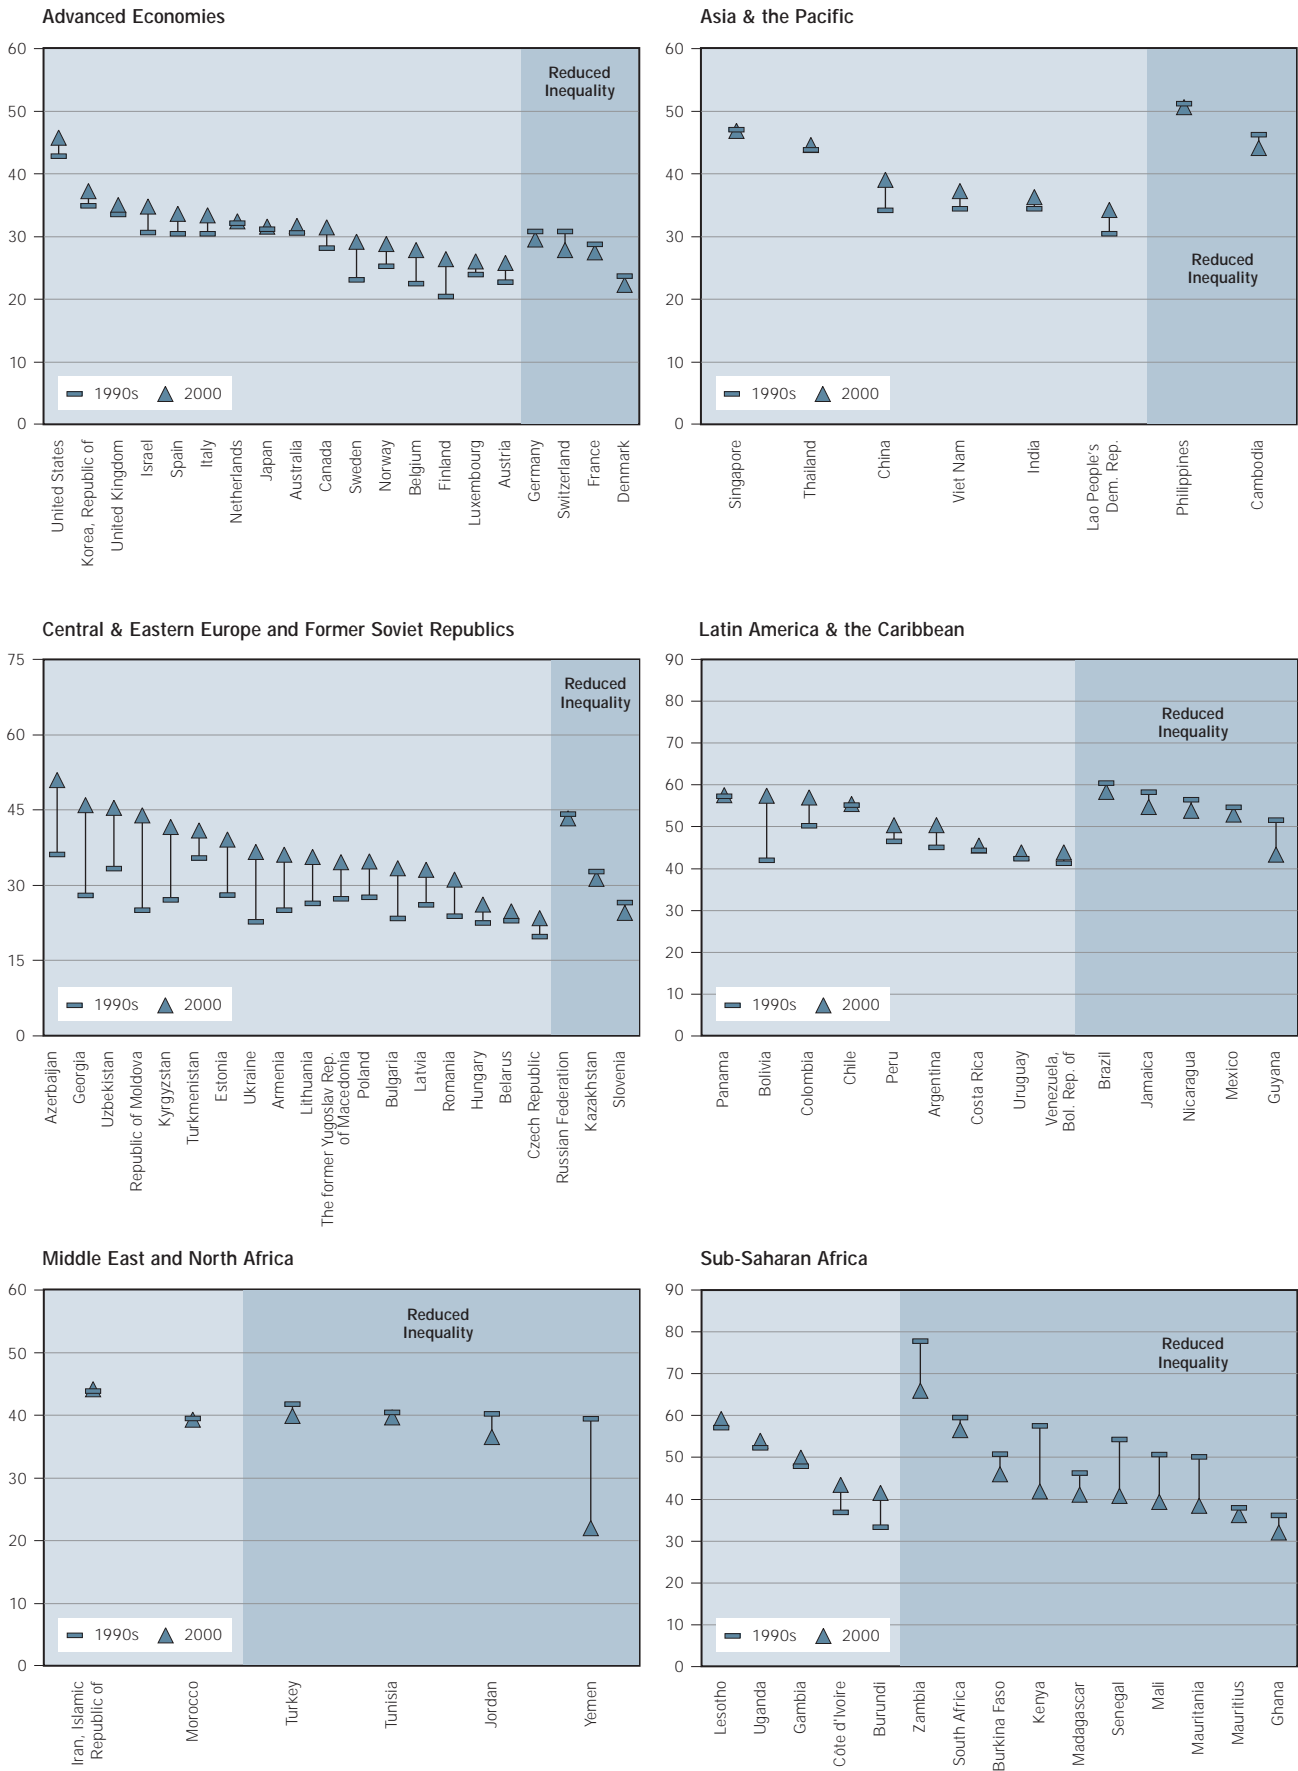 Advanced Economies
60
50
40
30
20
10
0
Reduced
Inequality
1990s
2000
United States
Korea, Republic of
United Kingdom
Israel
Spain
Italy
Netherlands
Japan
Australia
Canada
Sweden
Norway
Belgium
Finland
Luxembourg
Austria
Germany
Switzerland
France
Denmark
Asia & the Pacific
60
50
40
30
20
10
0
Reduced
Inequality
1990s
2000
Singapore
Thailand
China
Viet Nam
India
Lao People's
Dem. Rep.
Philippines
Cambodia
Central & Eastern Europe and Former Soviet Republics
75
60
45
30
15
0
Reduced
Inequality
1990s
2000
Azerbaijan
Georgia
Uzbekistan
Republic of Moldova
Kyrgyzstan
Turkmenistan
Estonia
Ukraine
Armenia
Lithuania
The former Yugoslav Rep.
of Macedonia
Poland
Bulgaria
Latvia
Romania
Hungary
Belarus
Czech Republic
Russian Federation
Kazakhstan
Slovenia
Latin America & the Caribbean
90
80
70
60
50
40
30
20
10
0
Reduced
Inequality
1990s
2000
Panama
Bolivia
Colombia
Chile
Peru
Argentina
Costa Rica
Uruguay
Venezuela,
Bol. Rep. of
Brazil
Jamaica
Nicaragua
Mexico
Guyana
Middle East and North Africa
60
50
40
30
20
10
0
Reduced
Inequality
1990s
2000
Iran, Islamic
Republic of
Morocco
Turkey
Tunisia
Jordan
Yemen
Sub-Saharan Africa
90
80
70
60
50
40
30
20
10
0
Reduced
Inequality
1990s
2000
Lesotho
Uganda
Gambia
Côte d'Ivoire
Burundi
Zambia
South Africa
Burkina Faso
Kenya
Madagascar
Senegal
Mali
Mauritania
Mauritius
Ghana